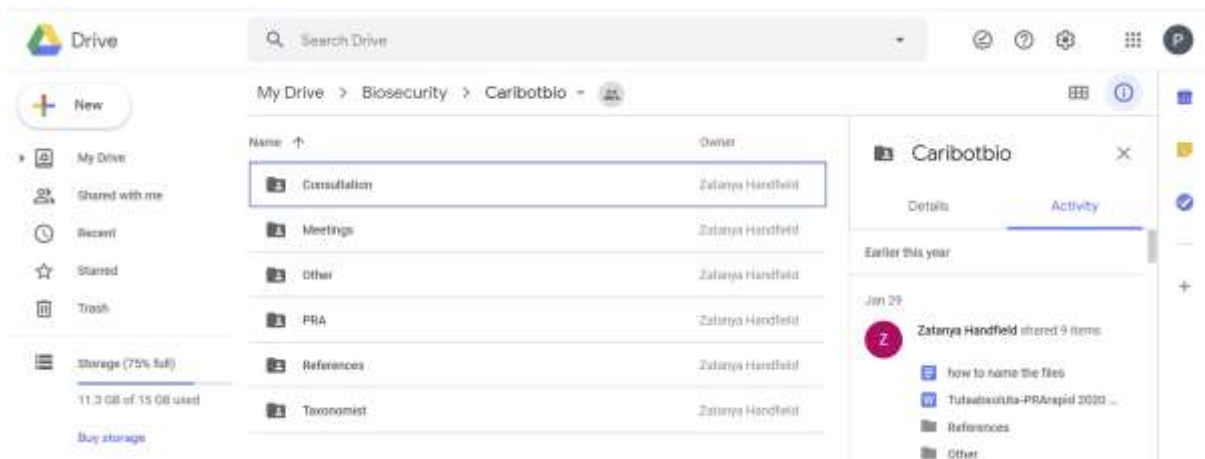 Drive
Search Drive
P
New
My Drive > Biosecurity > Caribotbio
My Drive
Shared with me
Recent
Starred
Trash
Storage (75% full)
11.3 GB of 15 GB used
Buy storage
Name ↑ Owner
Consultation Zatanya Handfield
Meetings Zatanya Handfield
Other Zatanya Handfield
PRA Zatanya Handfield
References Zatanya Handfield
Taxonomist Zatanya Handfield
Caribotbio
Details Activity
Earlier this year
Jan 29
Z
Zatanya Handfield shared 9 items
how to name the files
W
Tutaabsoluta-PRArapid 2020 ...
References
Other